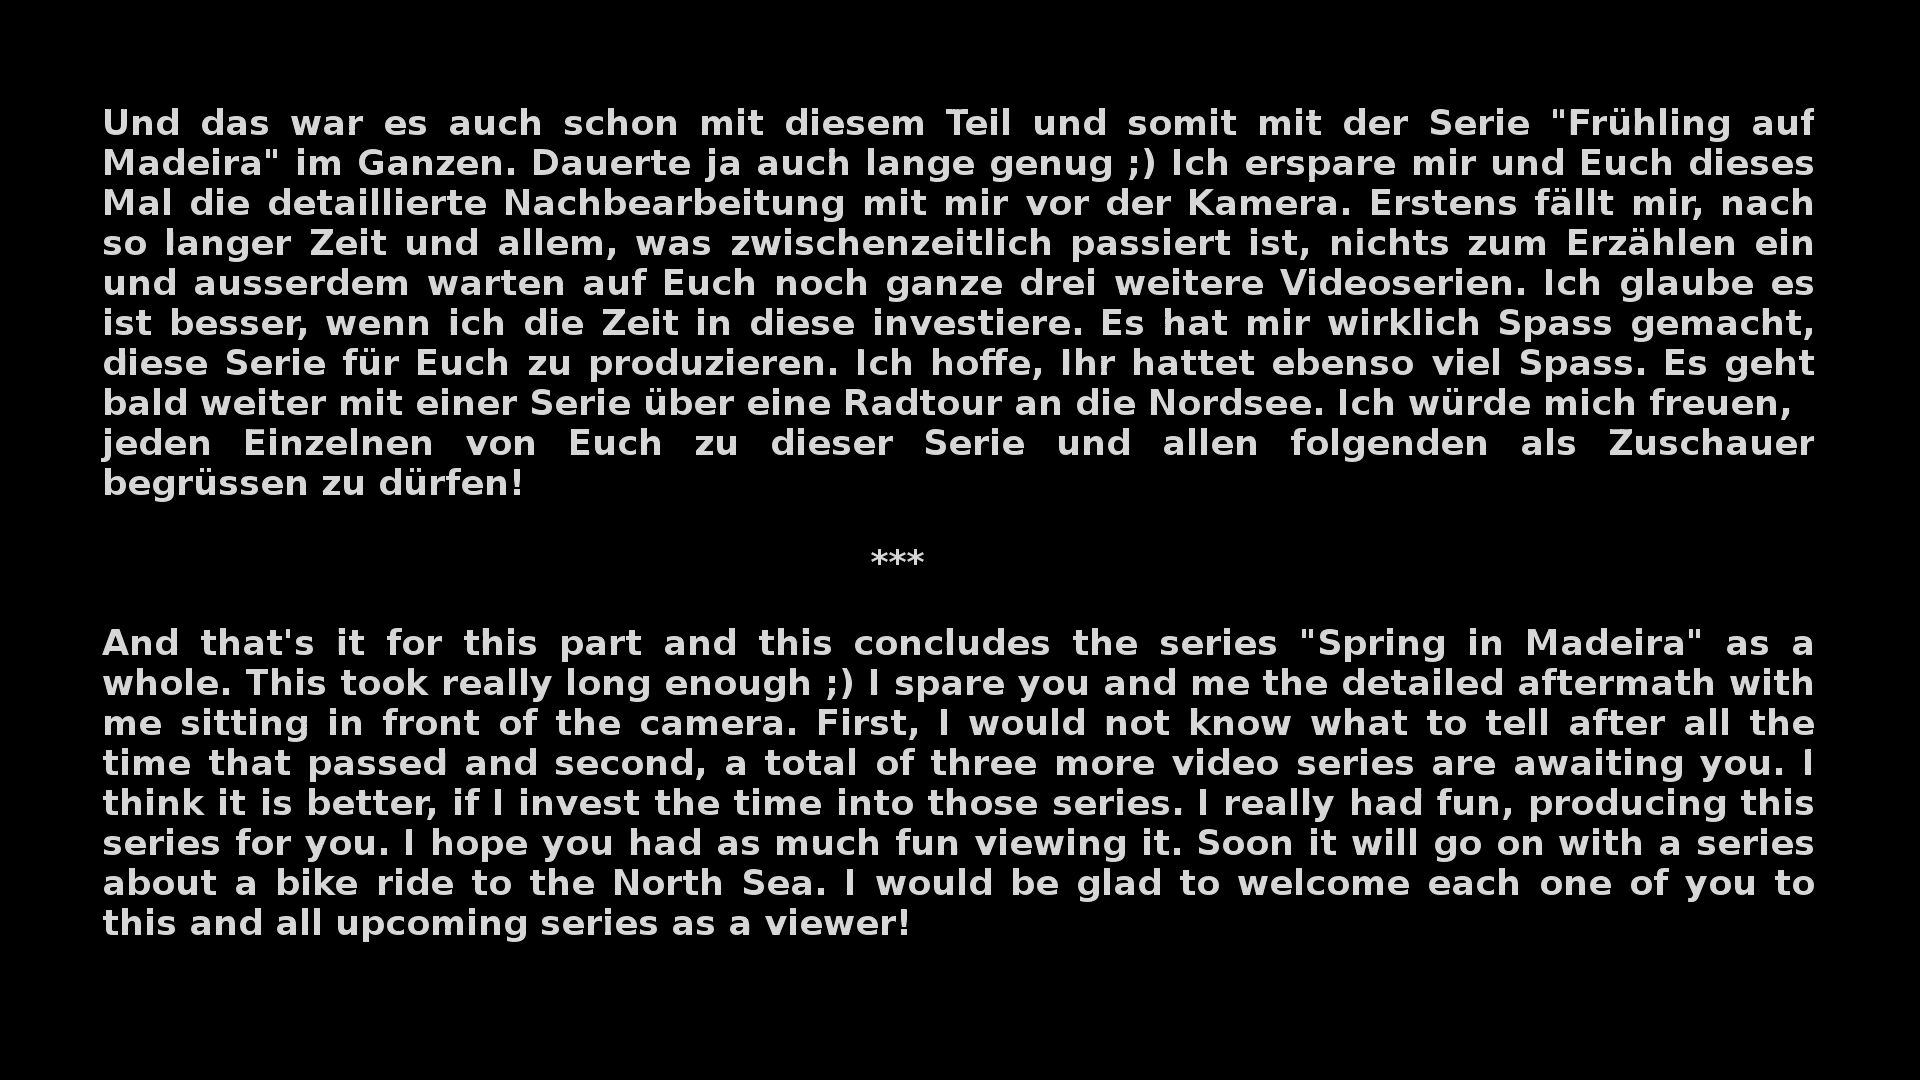 Und das war es auch schon mit diesem Teil und somit mit der Serie "Frühling auf
Madeira" im Ganzen. Dauerte ja auch lange genug ;) Ich erspare mir und Euch dieses
Mal die detaillierte Nachbearbeitung mit mir vor der Kamera. Erstens fällt mir, nach
so langer Zeit und allem, was zwischenzeitlich passiert ist, nichts zum Erzählen ein
und ausserdem warten auf Euch noch ganze drei weitere Videoserien. Ich glaube es
ist besser, wenn ich die Zeit in diese investiere. Es hat mir wirklich Spass gemacht,
diese Serie für Euch zu produzieren. Ich hoffe, Ihr hattet ebenso viel Spass. Es geht
bald weiter mit einer Serie über eine Radtour an die Nordsee. Ich würde mich freuen,
jeden Einzelnen von Euch zu dieser Serie und allen folgenden als Zuschauer
begrüssen zu dürfen!
***
And that's it for this part and this concludes the series "Spring in Madeira" as a
whole. This took really long enough ;) I spare you and me the detailed aftermath with
me sitting in front of the camera. First, I would not know what to tell after all the
time that passed and second, a total of three more video series are awaiting you. I
think it is better, if I invest the time into those series. I really had fun, producing this
series for you. I hope you had as much fun viewing it. Soon it will go on with a series
about a bike ride to the North Sea. I would be glad to welcome each one of you to
this and all upcoming series as a viewer!